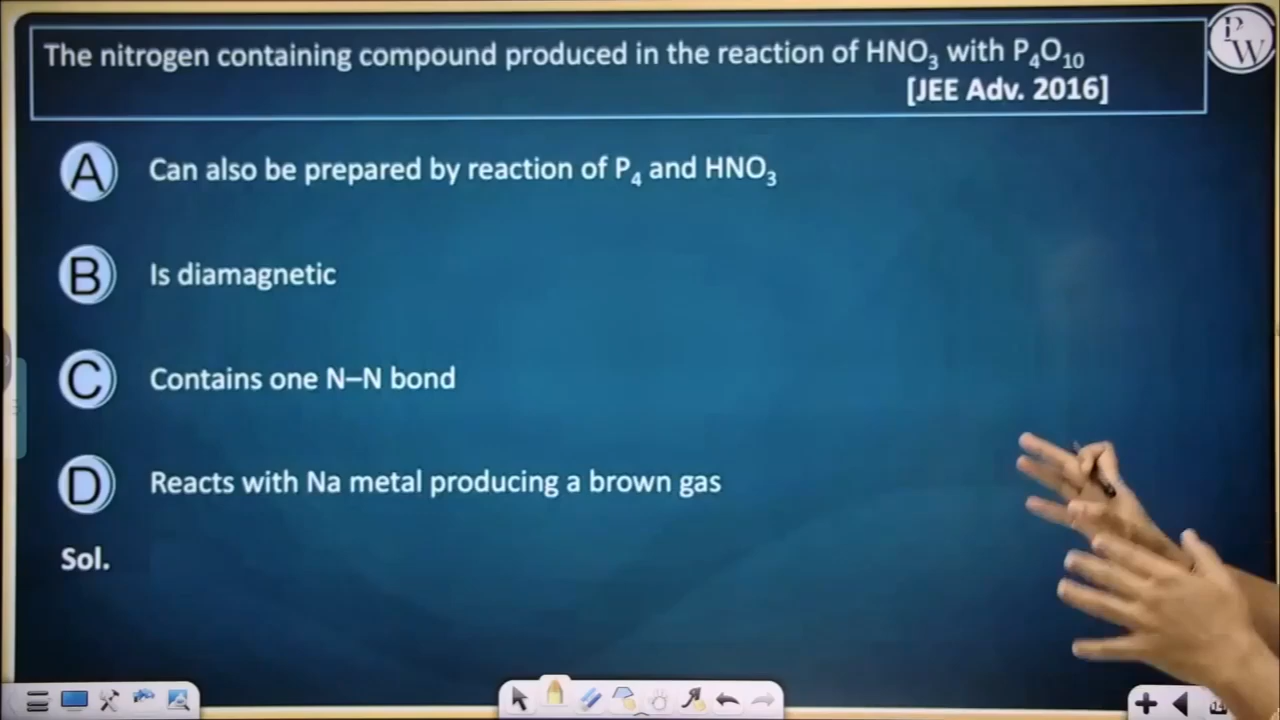 The nitrogen containing compound produced in the reaction of HNO₃ with P₄O₁₀
[JEE Adv. 2016]
P
W
A Can also be prepared by reaction of P₄ and HNO₃
B Is diamagnetic
C Contains one N–N bond
D Reacts with Na metal producing a brown gas
Sol.